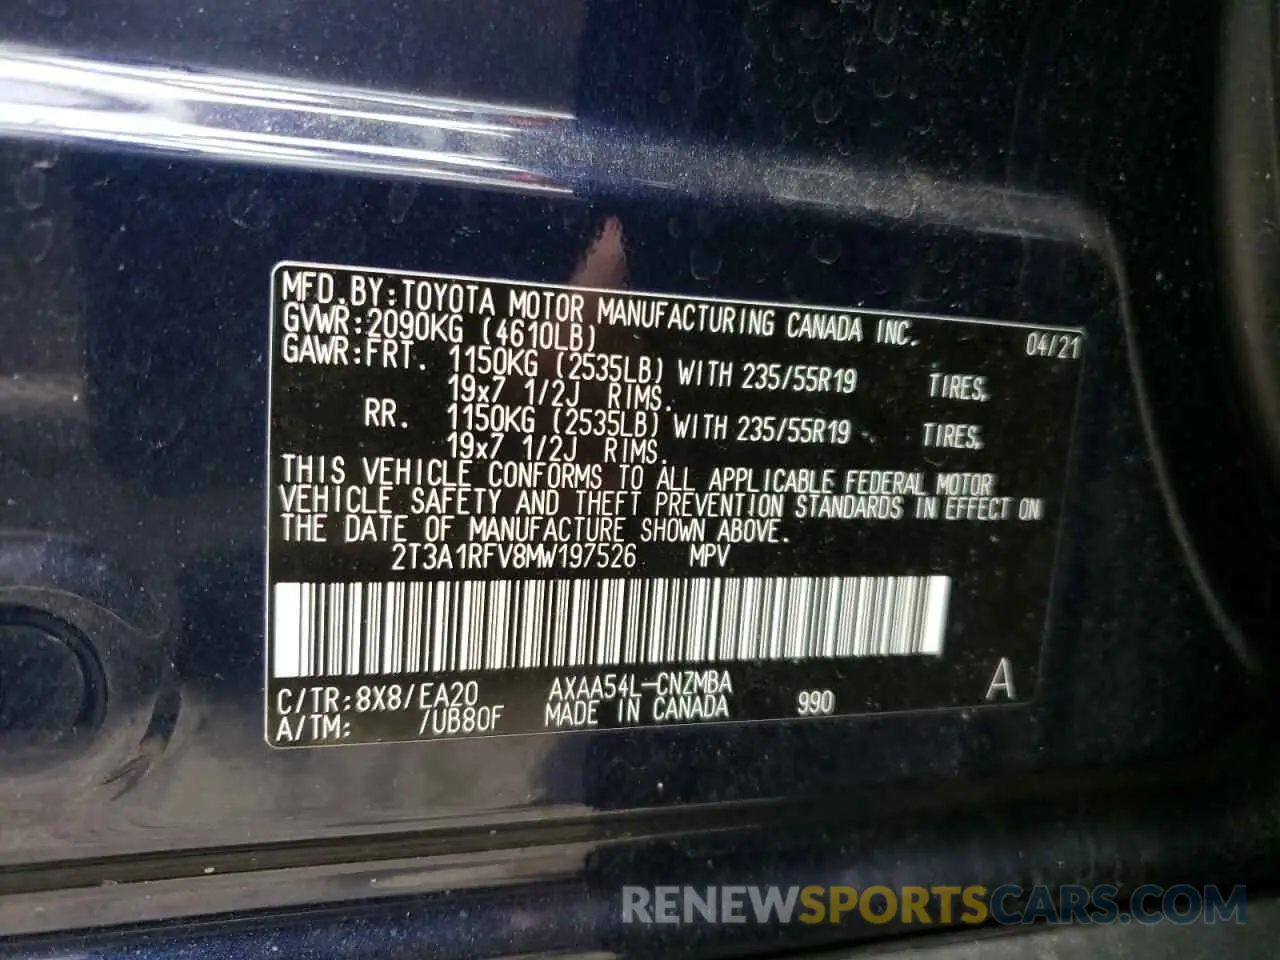 MFD.BY:TOYOTA MOTOR MANUFACTURING CANADA INC. 04/21
GVWR:2090KG (4610LB)
GAWR:FRT. 1150KG (2535LB) WITH 235/55R19 TIRES,
19x7 1/2J RIMS.
RR. 1150KG (2535LB) WITH 235/55R19 TIRES,
19x7 1/2J RIMS.
THIS VEHICLE CONFORMS TO ALL APPLICABLE FEDERAL MOTOR
VEHICLE SAFETY AND THEFT PREVENTION STANDARDS IN EFFECT ON
THE DATE OF MANUFACTURE SHOWN ABOVE.
2T3A1RFV8MW197526 MPV
C/TR:8X8/EA20 AXAA54L-CNZMBA 990 A
A/TM: /UB80F MADE IN CANADA
RENEWSPORTSCARS.COM